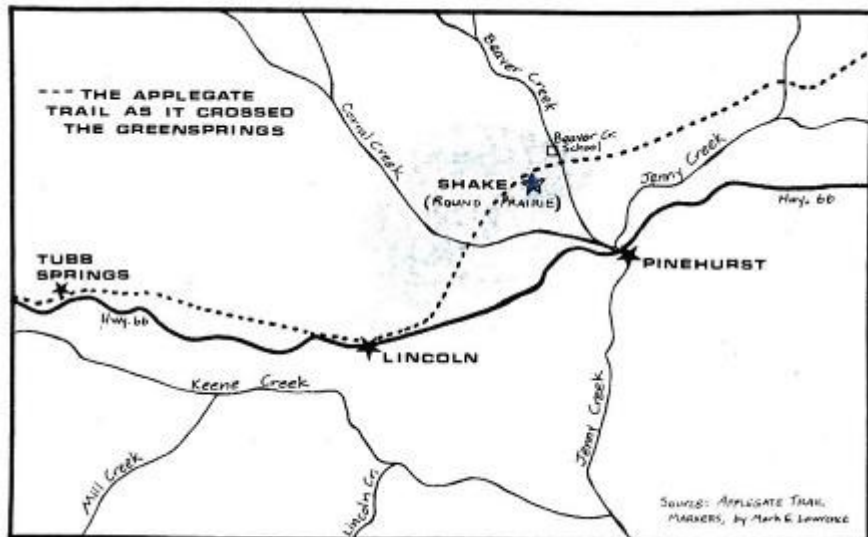 THE APPLEGATE
TRAIL AS IT CROSSED
THE GREENSPRINGS
Corral Creek
Beaver Creek
Beaver Cr.
School
SHAKE
(ROUND PRAIRIE)
Jenny Creek
Hwy. 66
PINEHURST
TUBB
SPRINGS
Hwy. 66
LINCOLN
Keene Creek
Mill Creek
Lincoln Cr.
Jenny Creek
SOURCE: APPLEGATE TRAIL
MARKERS, by Mark E. Lawrence